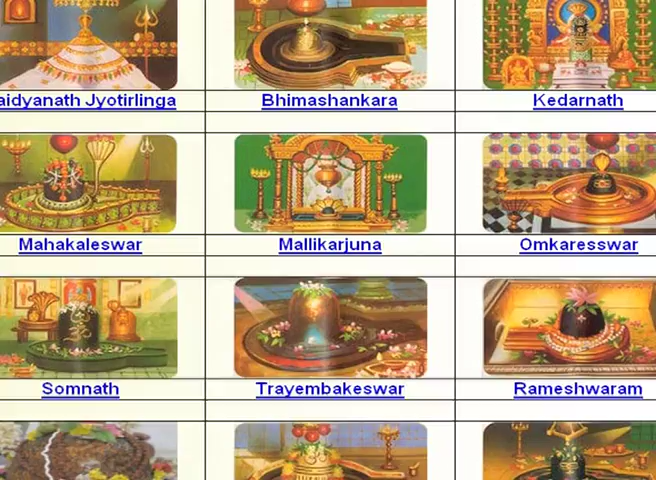 aidyanath Jyotirlinga Bhimashankara Kedarnath
Mahakaleswar Mallikarjuna Omkaresswar
Somnath Trayembakeswar Rameshwaram